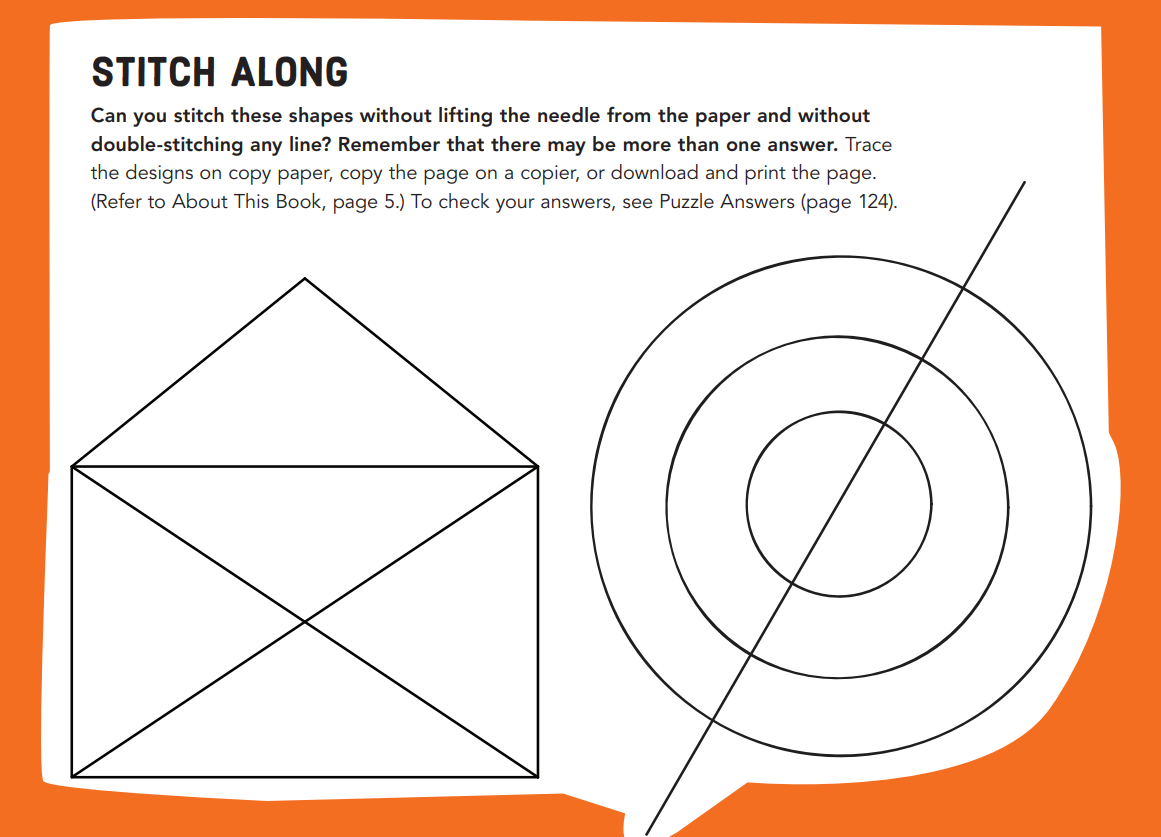 STITCH ALONG
Can you stitch these shapes without lifting the needle from the paper and without
double-stitching any line? Remember that there may be more than one answer. Trace
the designs on copy paper, copy the page on a copier, or download and print the page.
(Refer to About This Book, page 5.) To check your answers, see Puzzle Answers (page 124).